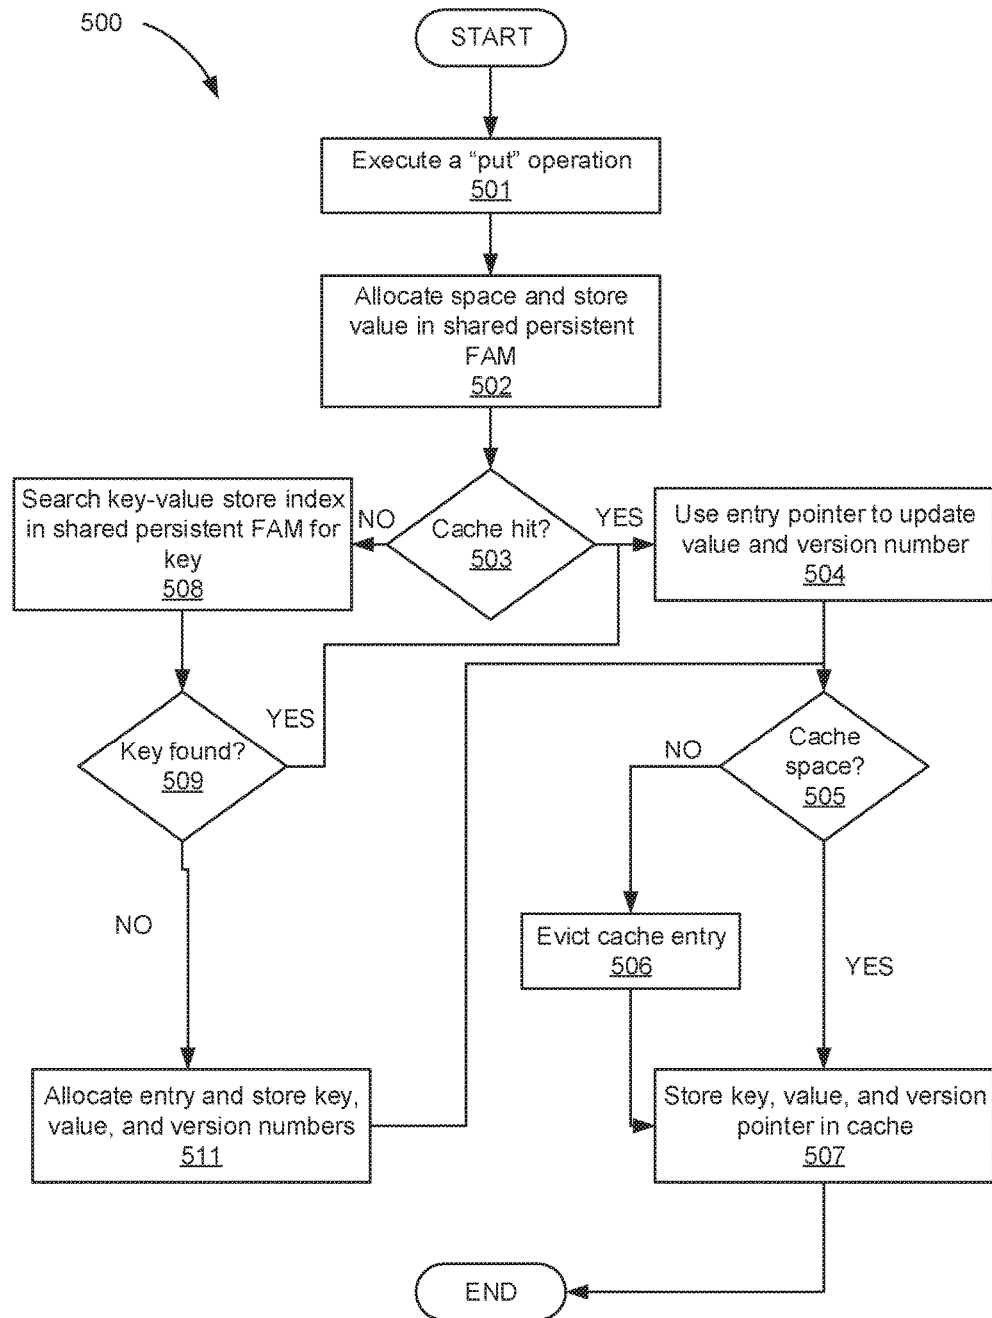 500
START
Execute a “put” operation
501
Allocate space and store
value in shared persistent
FAM
502
Search key-value store index
in shared persistent FAM for
key
508
NO
Cache hit?
503
YES
Use entry pointer to update
value and version number
504
Key found?
509
YES
NO
Cache
space?
505
NO
Evict cache entry
506
YES
Allocate entry and store key,
value, and version numbers
511
Store key, value, and version
pointer in cache
507
END